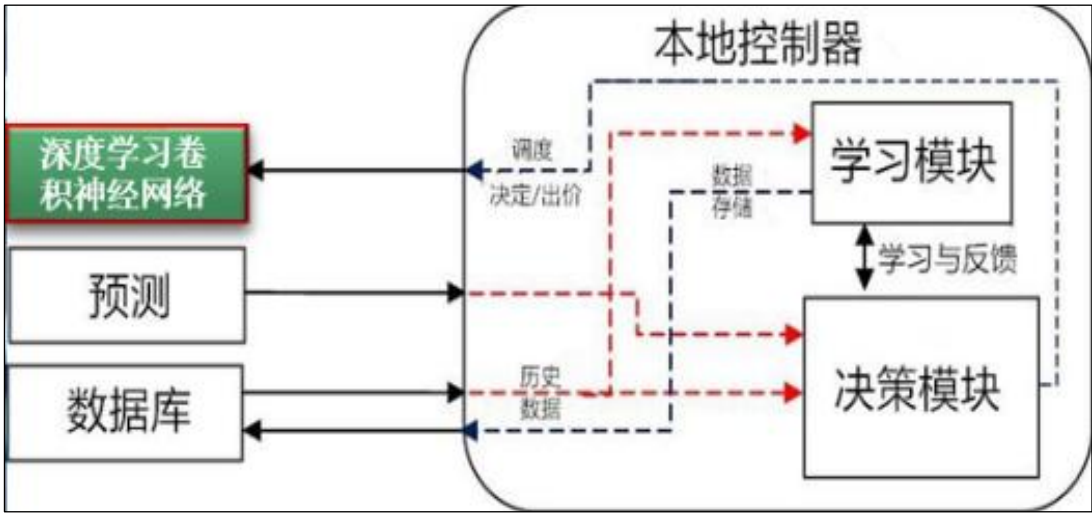 本地控制器
深度学习卷
积神经网络
调度
决定/出价
数据
存储
学习模块
学习与反馈
预测
历史
数据
决策模块
数据库